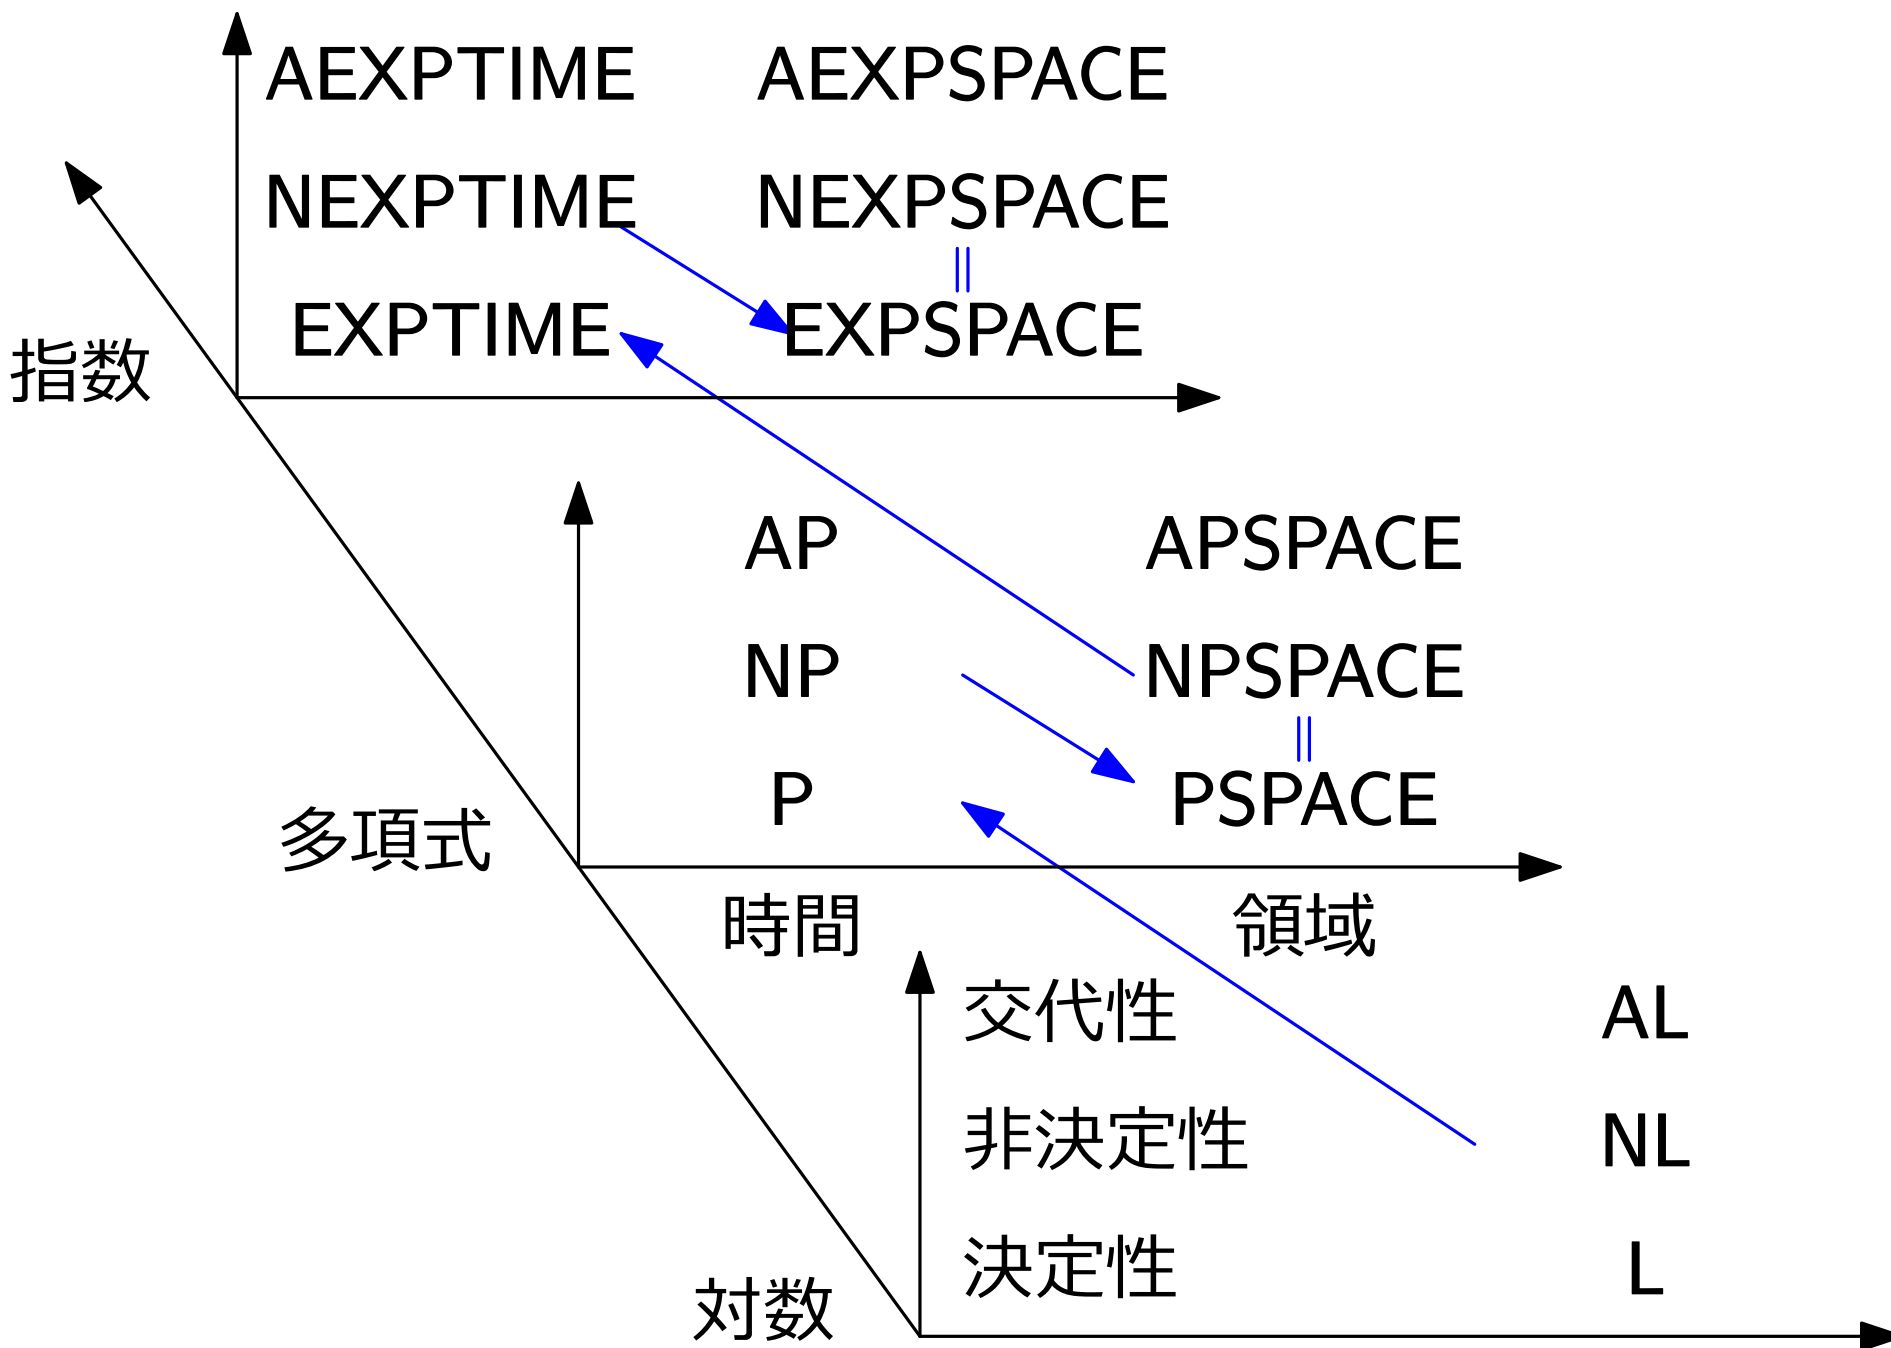 AEXPTIME AEXPSPACE
NEXPTIME NEXPSPACE
EXPTIME EXPSPACE
指数
AP APSPACE
NP NPSPACE
P PSPACE
多項式
時間 領域
交代性 AL
非決定性 NL
決定性 L
対数